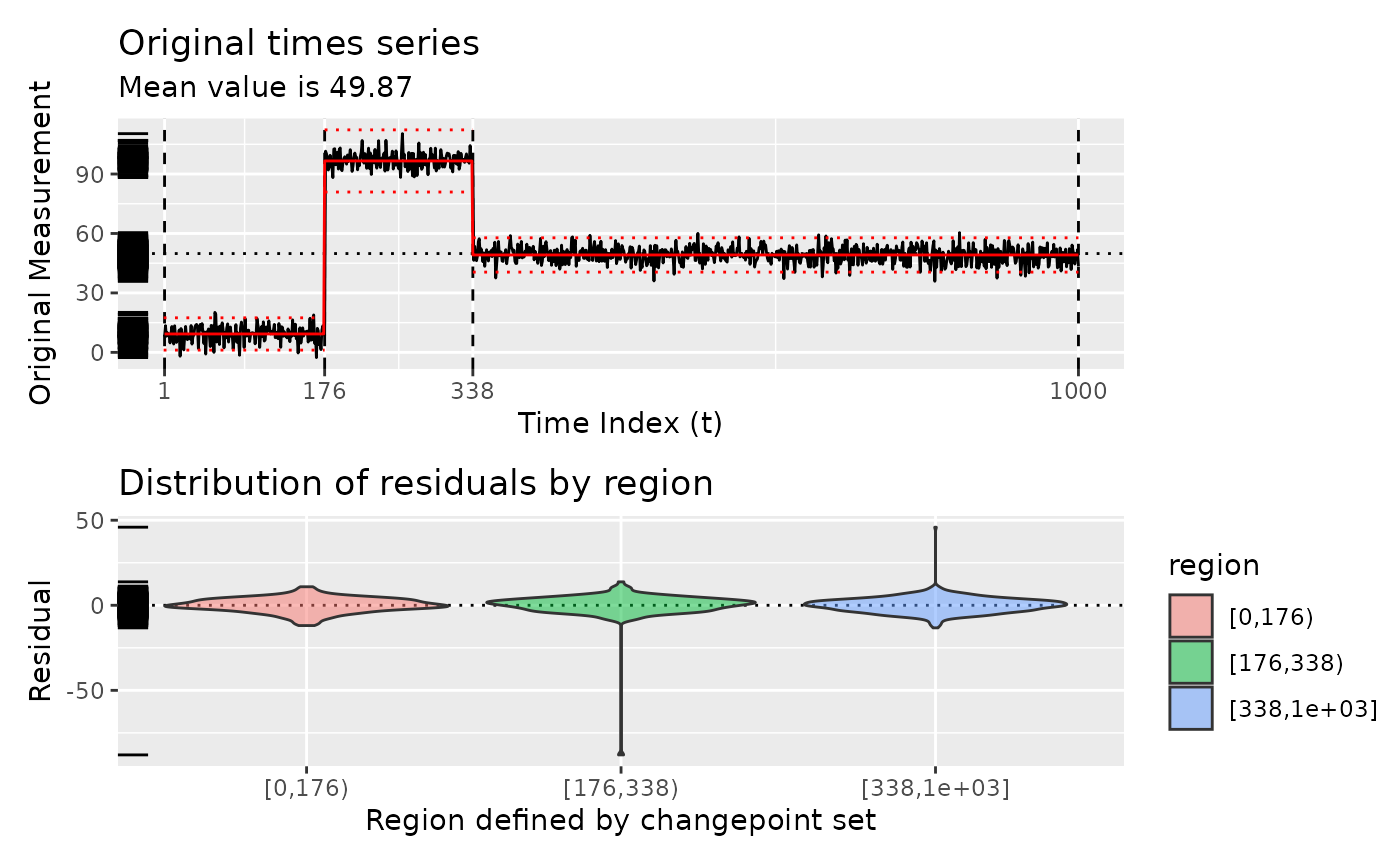 Original times series
Mean value is 49.87
Original Measurement
90
60
30
0
1
176
338
1000
Time Index (t)
Distribution of residuals by region
Residual
50
0
-50
[0,176)
[176,338)
[338,1e+03]
Region defined by changepoint set
region
[0,176)
[176,338)
[338,1e+03]